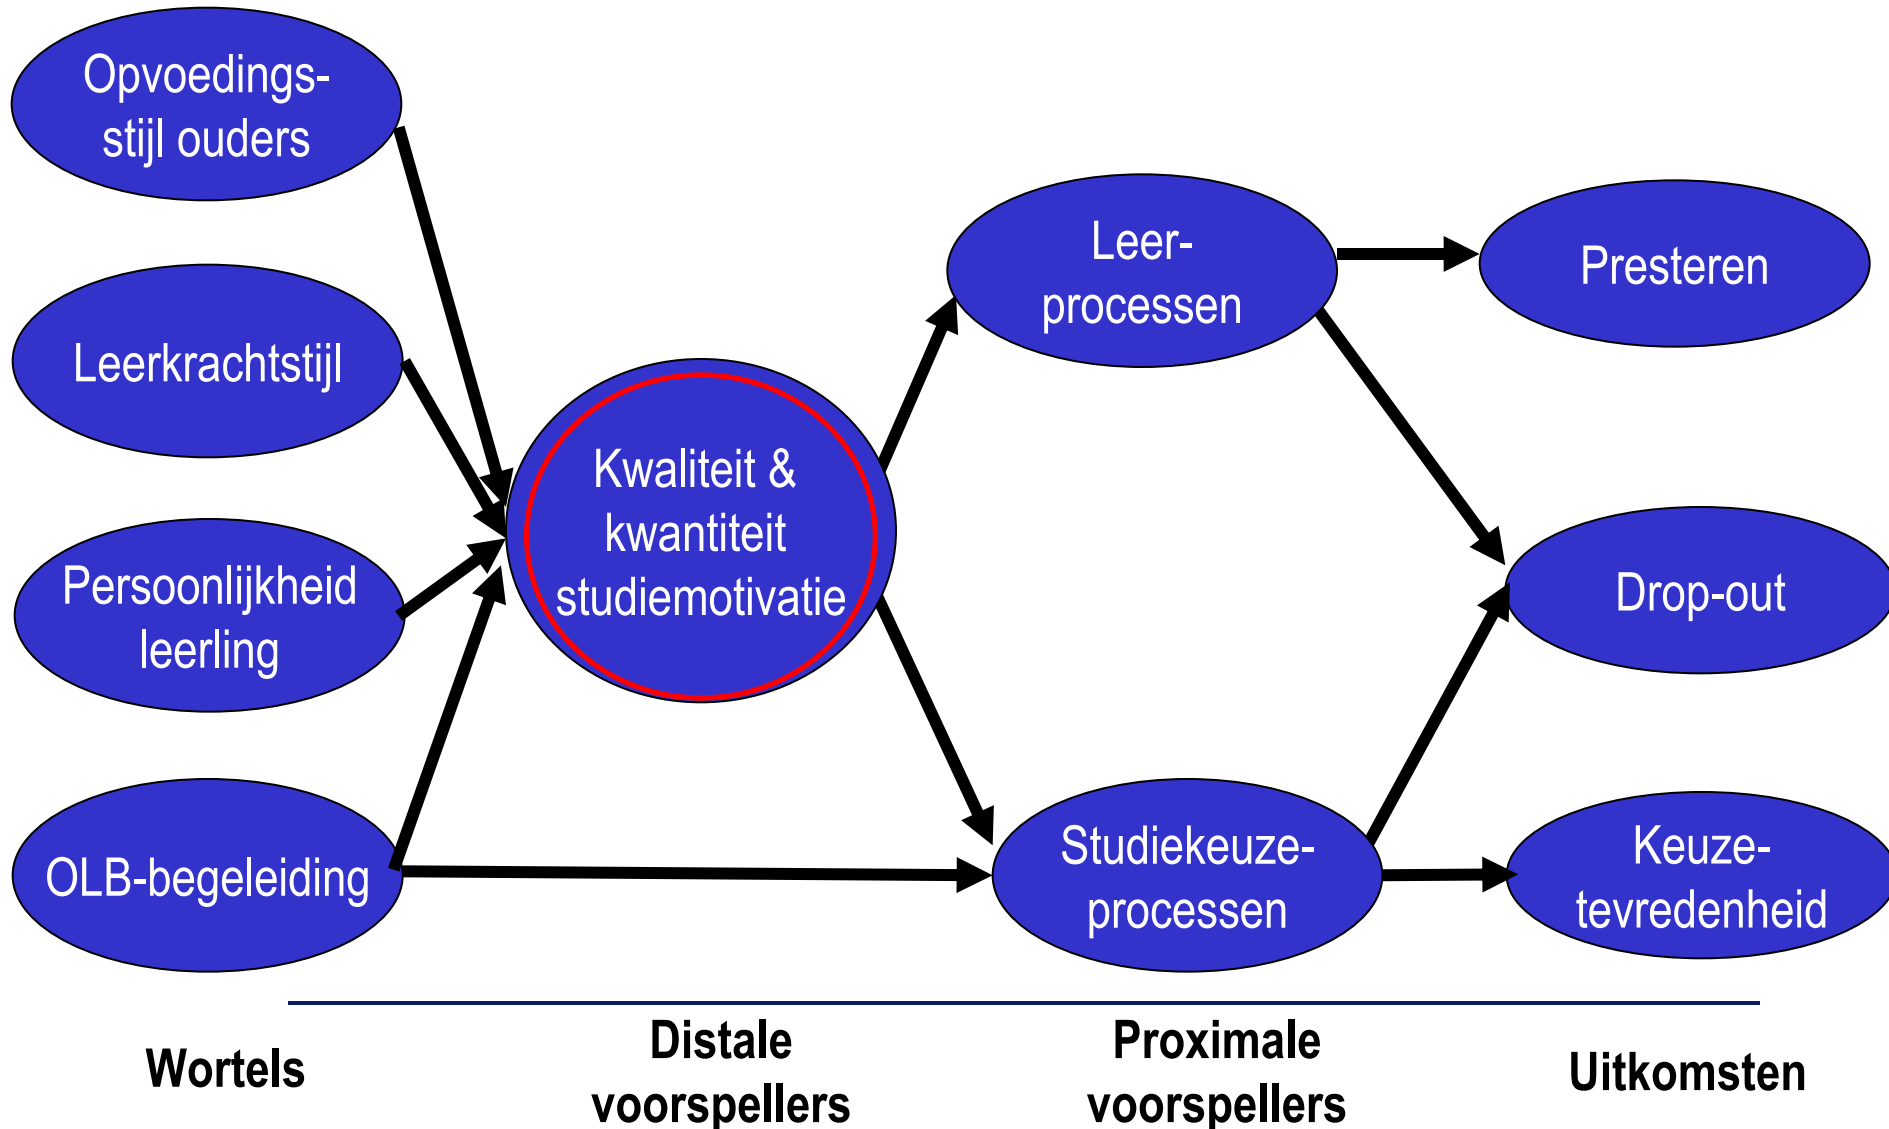 Opvoedings-
stijl ouders
Leerkrachtstijl
Persoonlijkheid
leerling
OLB-begeleiding
Kwaliteit &
kwantiteit
studiemotivatie
Leer-
processen
Studiekeuze-
processen
Presteren
Drop-out
Keuze-
tevredenheid
Wortels
Distale
voorspellers
Proximale
voorspellers
Uitkomsten